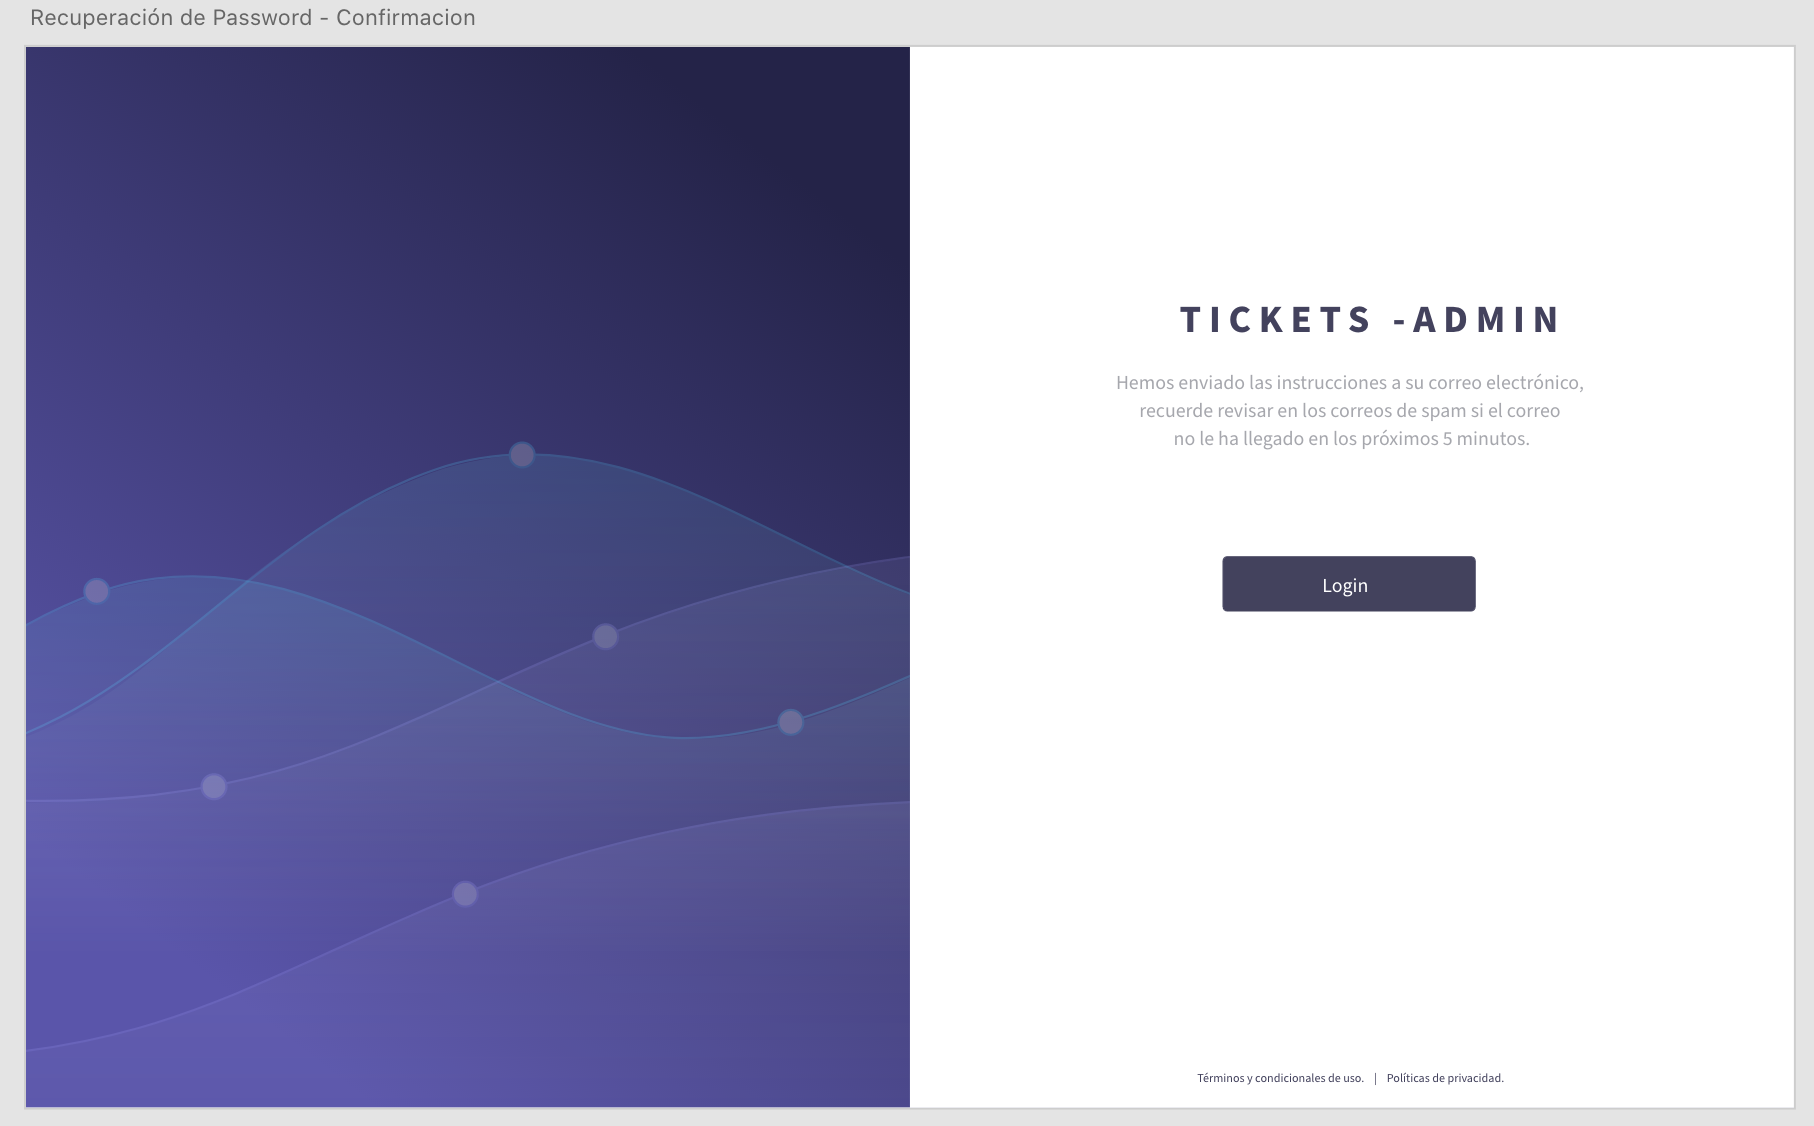 Recuperación de Password - Confirmacion
TICKETS -ADMIN
Hemos enviado las instrucciones a su correo electrónico,
recuerde revisar en los correos de spam si el correo
no le ha llegado en los próximos 5 minutos.
Login
Términos y condicionales de uso. | Políticas de privacidad.